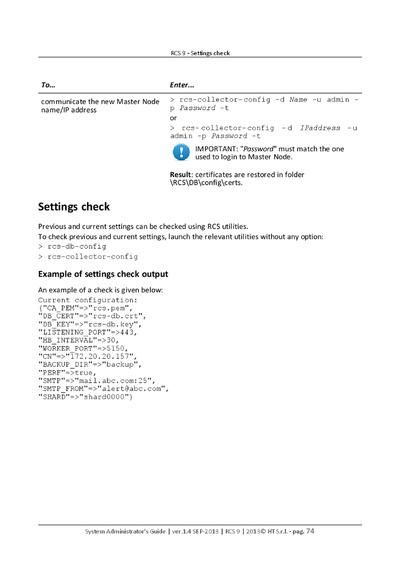 RCS 9 - Settings check
To... Enter...
communicate the new Master Node
name/IP address
> rcs-collector-config -d Name -u admin -
p Password -t
or
> rcs-collector-config -d IPaddress -u
admin -p Password -t
IMPORTANT: "Password" must match the one
used to login to Master Node.
Result: certificates are restored in folder
\RCS\DB\config\certs.
Settings check
Previous and current settings can be checked using RCS utilities.
To check previous and current settings, launch the relevant utilities without any option:
> rcs-db-config
> rcs-collector-config
Example of settings check output
An example of a check is given below:
Current configuration:
{"CA_PEM"=>"rcs.pem",
"DB_CERT"=>"rcs-db.crt",
"DB_KEY"=>"rcs-db.key",
"LISTENING_PORT"=>443,
"HB_INTERVAL"=>30,
"WORKER_PORT"=>5150,
"CN"=>"172.20.20.157",
"BACKUP_DIR"=>"backup",
"PERF"=>true,
"SMTP"=>"mail.abc.com:25",
"SMTP_FROM"=>"alert@abc.com",
"SHARD"=>"shard0000"}
System Administrator's Guide | ver.1.4 SEP-2013 | RCS 9 | 2013© HT S.r.l. - pag. 74